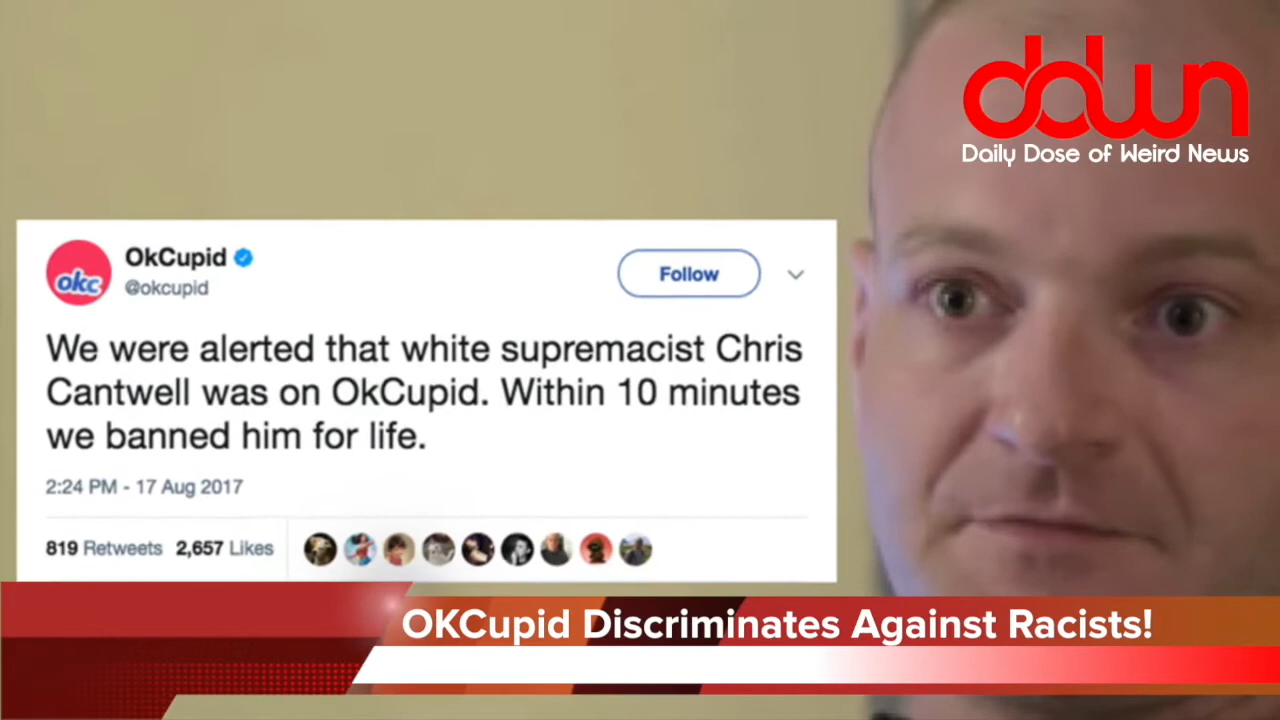 down
Daily Dose of Weird News
OkCupid
@okcupid
okc
Follow
We were alerted that white supremacist Chris
Cantwell was on OkCupid. Within 10 minutes
we banned him for life.
2:24 PM - 17 Aug 2017
819 Retweets 2,657 Likes
OKCupid Discriminates Against Racists!